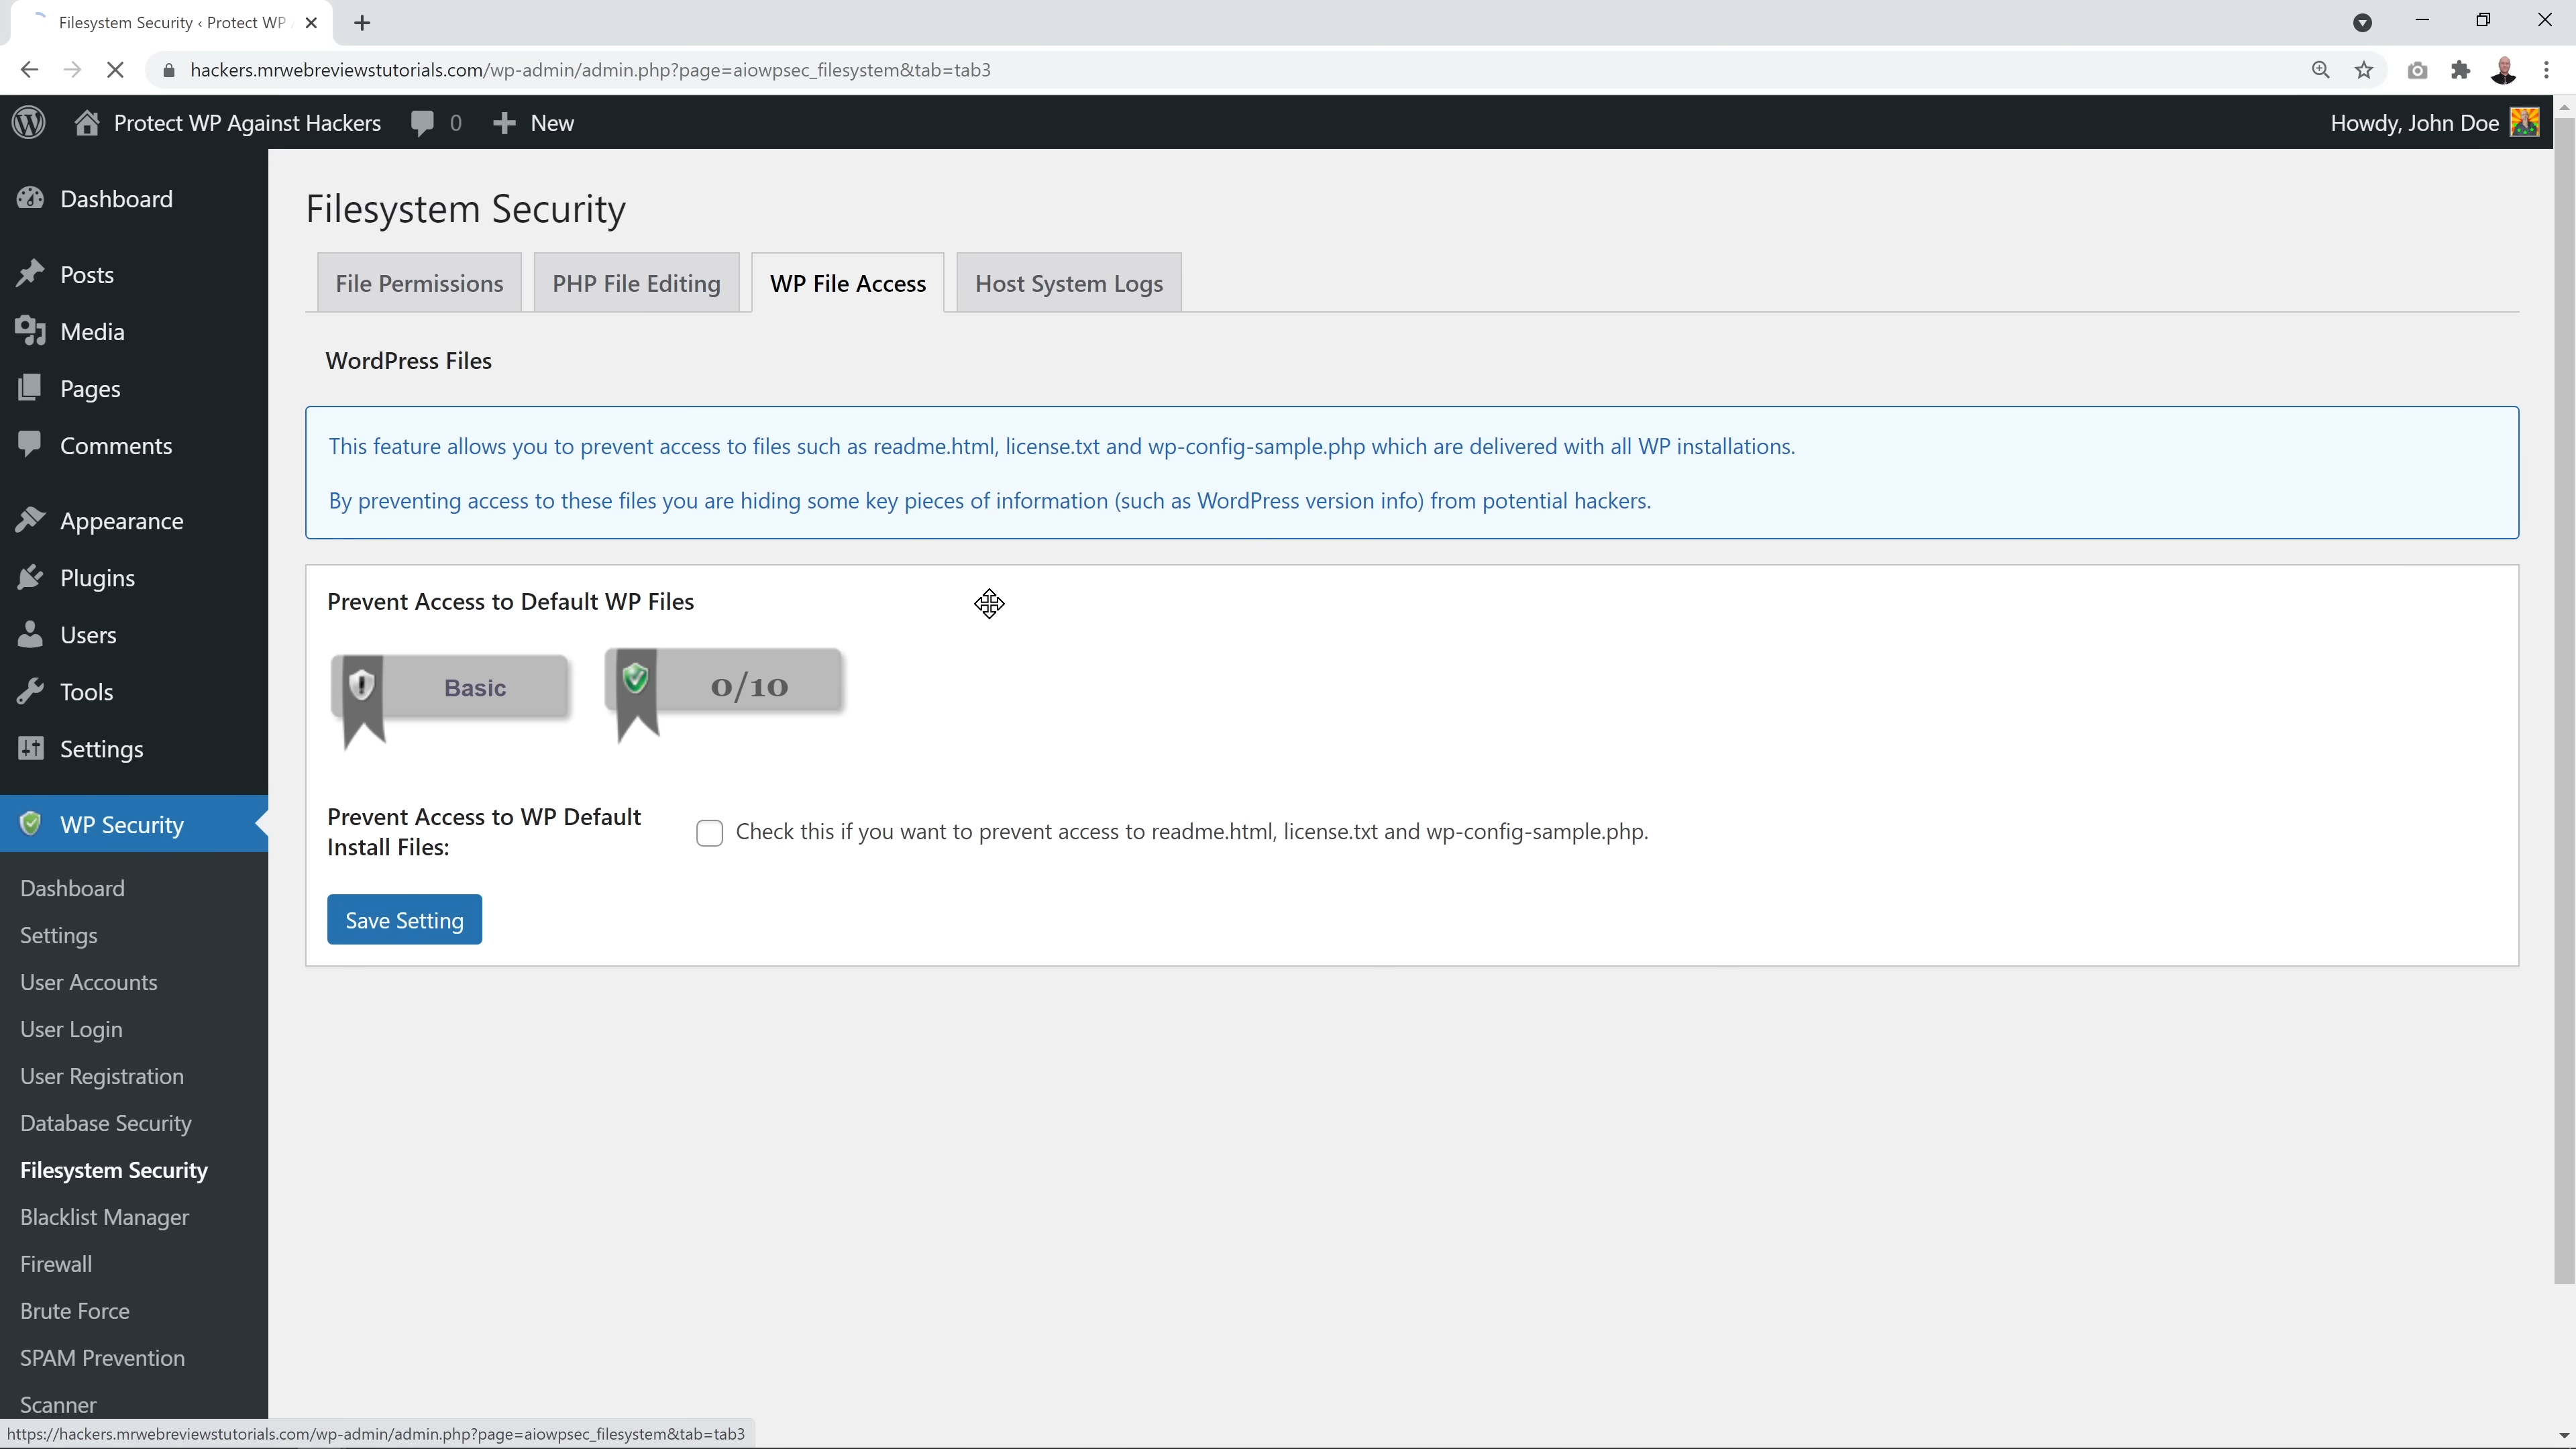 Filesystem Security ‹ Protect WP
hackers.mrwebreviewstutorials.com/wp-admin/admin.php?page=aiowpsec_filesystem&tab=tab3
Protect WP Against Hackers 0 New Howdy, John Doe
Dashboard
Posts
Media
Pages
Comments
Appearance
Plugins
Users
Tools
Settings
WP Security
Dashboard
Settings
User Accounts
User Login
User Registration
Database Security
Filesystem Security
Blacklist Manager
Firewall
Brute Force
SPAM Prevention
Scanner
Filesystem Security
File Permissions PHP File Editing WP File Access Host System Logs
WordPress Files
This feature allows you to prevent access to files such as readme.html, license.txt and wp-config-sample.php which are delivered with all WP installations.
By preventing access to these files you are hiding some key pieces of information (such as WordPress version info) from potential hackers.
Prevent Access to Default WP Files
Basic 0/10
Prevent Access to WP Default
Install Files:
Check this if you want to prevent access to readme.html, license.txt and wp-config-sample.php.
Save Setting
https://hackers.mrwebreviewstutorials.com/wp-admin/admin.php?page=aiowpsec_filesystem&tab=tab3